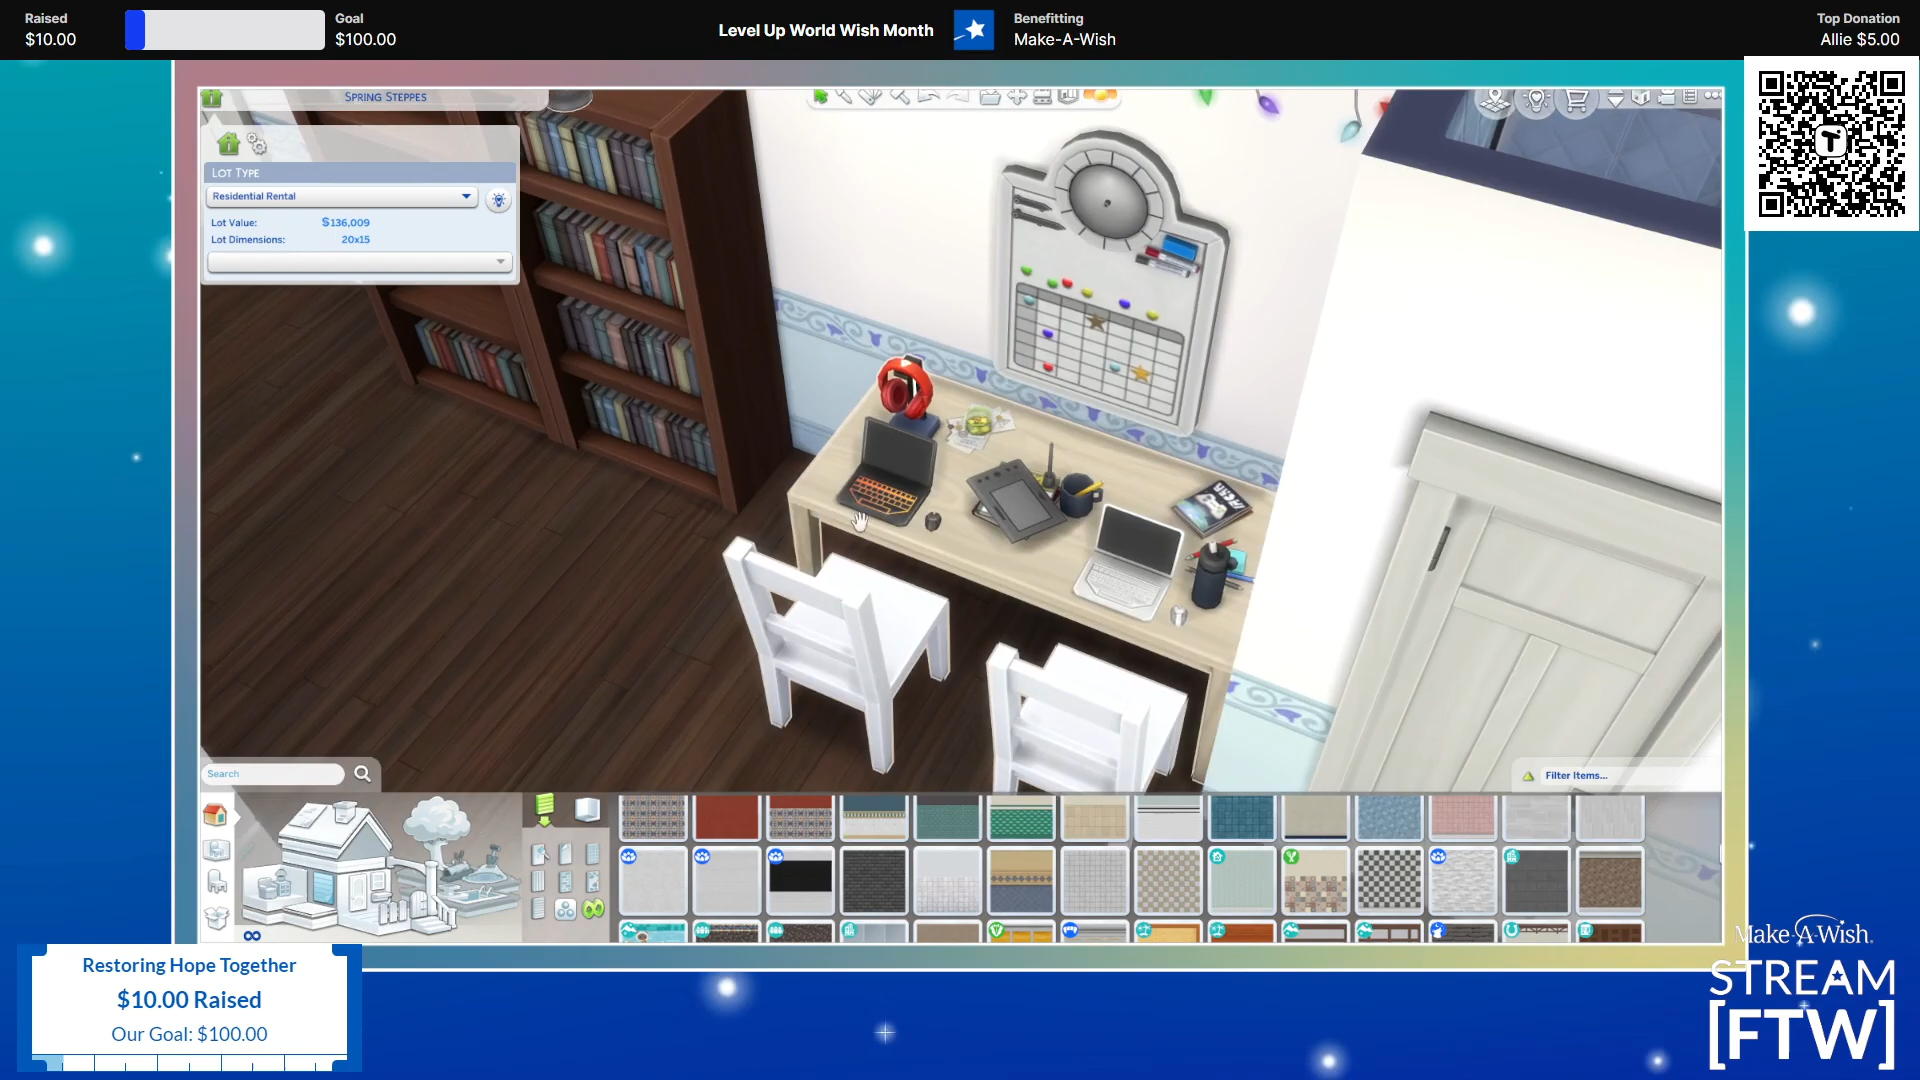 Raised
$10.00
Goal
$100.00
Level Up World Wish Month
Benefitting
Make-A-Wish
Top Donation
Allie $5.00
SPRING STEPPES
LOT TYPE
Residential Rental
Lot Value: $136,009
Lot Dimensions: 20x15
Search
Filter Items...
Restoring Hope Together
$10.00 Raised
Our Goal: $100.00
Make-A-Wish.
STREAM
[FTW]